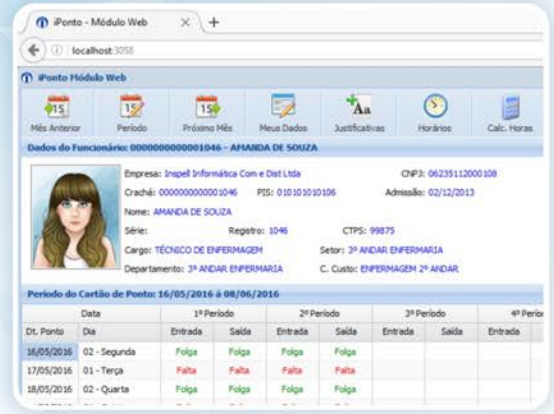 iPonto - Módulo Web
localhost:3058
iPonto Módulo Web
Mês Anterior Período Próximo Mês Meus Dados Justificativas Horários Calc. Horas
Dados do Funcionário: 0000000000001046 - AMANDA DE SOUZA
Empresa: Inspell Informática Com e Dist Ltda CNPJ: 06235112000108
Crachá: 0000000000001046 PIS: 010101010106 Admissão: 02/12/2013
Nome: AMANDA DE SOUZA
Série: Registro: 1046 CTPS: 99875
Cargo: TÉCNICO DE ENFERMAGEM Setor: 3º ANDAR ENFERMARIA
Departamento: 3º ANDAR ENFERMARIA C. Custo: ENFERMAGEM 2º ANDAR
Período do Cartão de Ponto: 16/05/2016 à 08/06/2016
Data 1º Período 2º Período 3º Período 4º Perío
Dt. Ponto Dia Entrada Saída Entrada Saída Entrada Saída Entrada
16/05/2016 02 - Segunda Folga Folga Folga Folga
17/05/2016 01 - Terça Falta Falta Falta Falta
18/05/2016 02 - Quarta Folga Folga Folga Folga